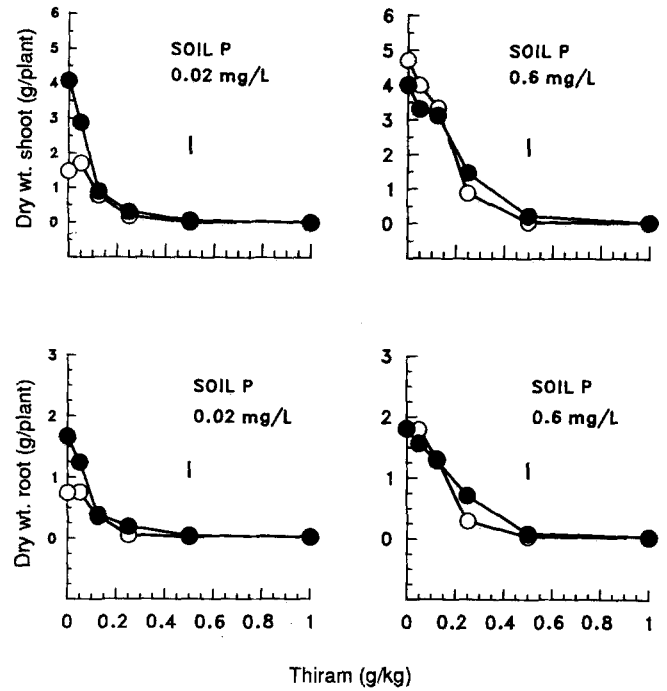 SOIL P
0.02 mg/L
6
5
4
3
2
1
0
Dry wt. shoot (g/plant)
SOIL P
0.6 mg/L
6
5
4
3
2
1
0
SOIL P
0.02 mg/L
3
2
1
0
Dry wt. root (g/plant)
0 0.2 0.4 0.6 0.8 1
SOIL P
0.6 mg/L
3
2
1
0
0 0.2 0.4 0.6 0.8 1
Thiram (g/kg)